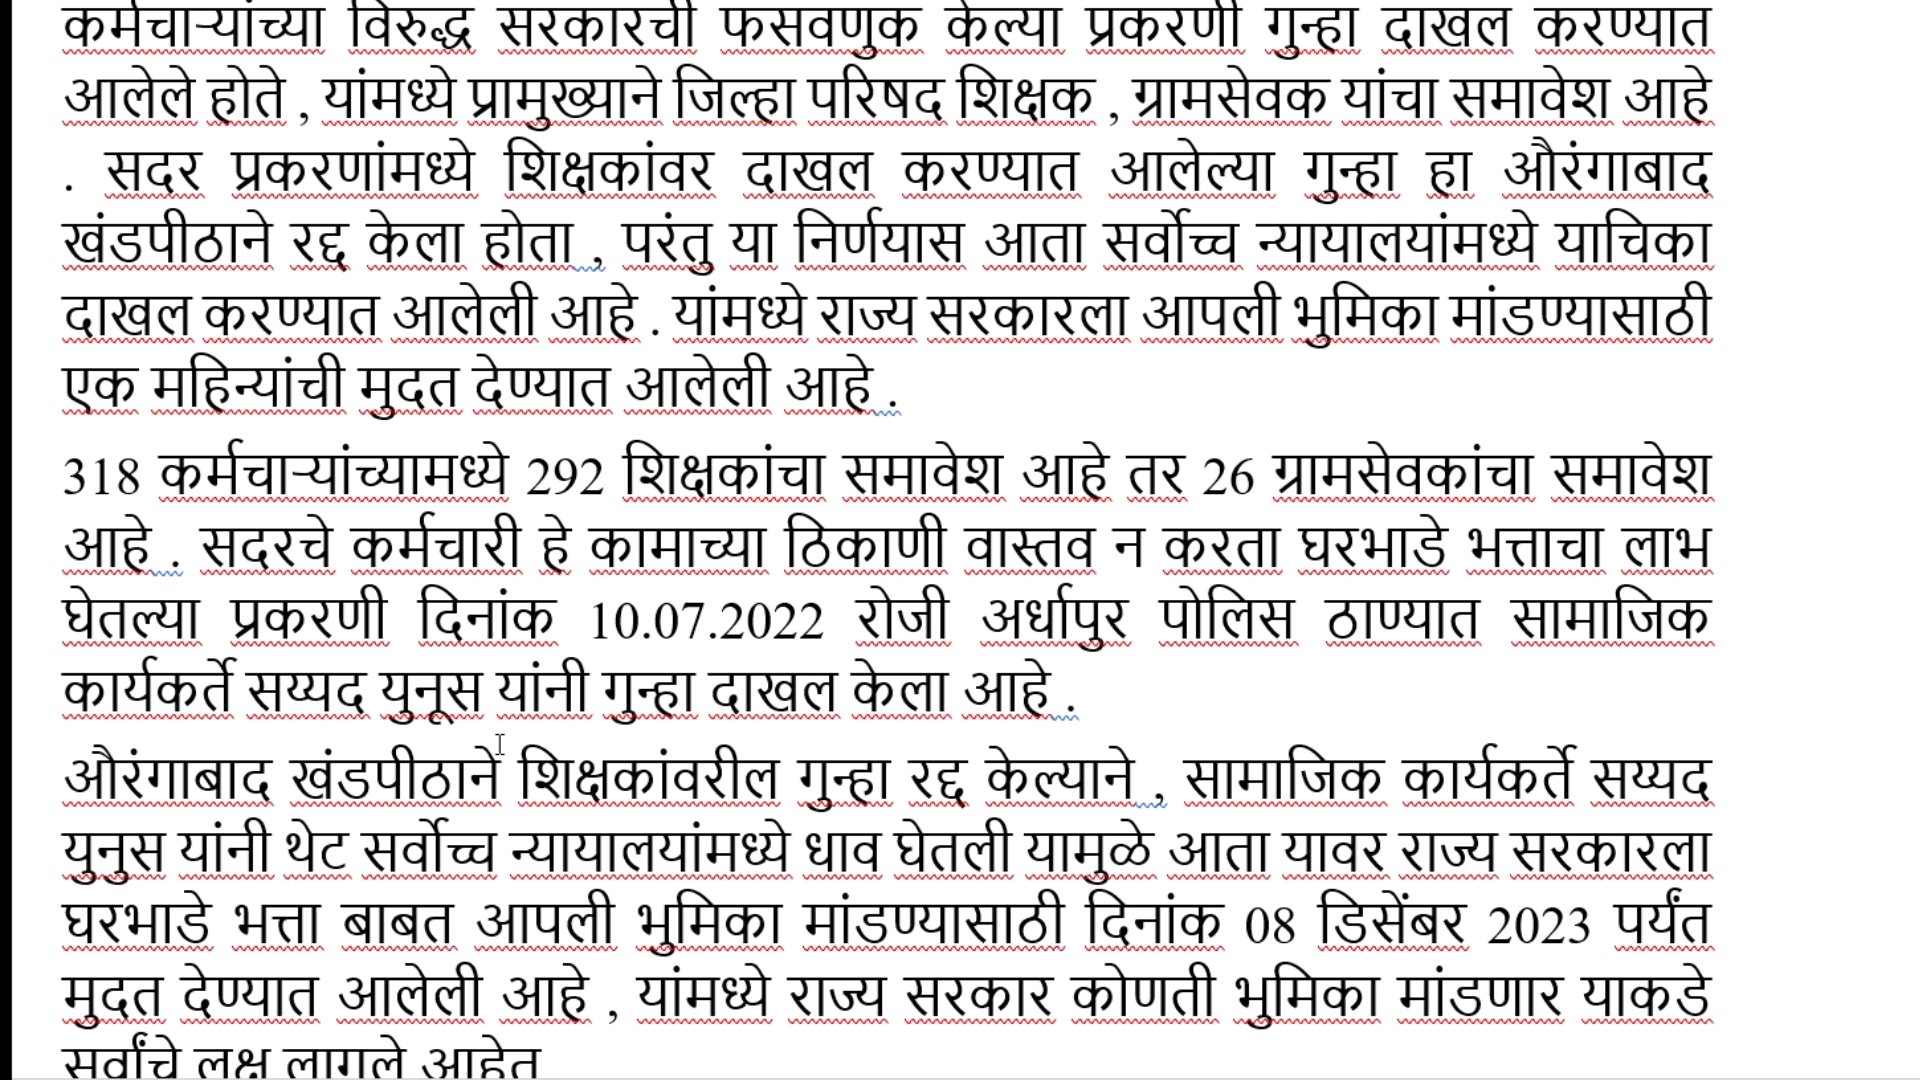 कर्मचाऱ्यांच्या विरुद्ध सरकारची फसवणुक केल्या प्रकरणी गुन्हा दाखल करण्यात
आलेले होते , यांमध्ये प्रामुख्याने जिल्हा परिषद शिक्षक , ग्रामसेवक यांचा समावेश आहे
. सदर प्रकरणांमध्ये शिक्षकांवर दाखल करण्यात आलेल्या गुन्हा हा औरंगाबाद
खंडपीठाने रद्द केला होता , परंतु या निर्णयास आता सर्वोच्च न्यायालयांमध्ये याचिका
दाखल करण्यात आलेली आहे . यांमध्ये राज्य सरकारला आपली भुमिका मांडण्यासाठी
एक महिन्यांची मुदत देण्यात आलेली आहे .
318 कर्मचाऱ्यांच्यामध्ये 292 शिक्षकांचा समावेश आहे तर 26 ग्रामसेवकांचा समावेश
आहे . सदरचे कर्मचारी हे कामाच्या ठिकाणी वास्तव न करता घरभाडे भत्ताचा लाभ
घेतल्या प्रकरणी दिनांक 10.07.2022 रोजी अर्धापुर पोलिस ठाण्यात सामाजिक
कार्यकर्ते सय्यद युनूस यांनी गुन्हा दाखल केला आहे .
औरंगाबाद खंडपीठाने शिक्षकांवरील गुन्हा रद्द केल्याने , सामाजिक कार्यकर्ते सय्यद
युनुस यांनी थेट सर्वोच्च न्यायालयांमध्ये धाव घेतली यामुळे आता यावर राज्य सरकारला
घरभाडे भत्ता बाबत आपली भुमिका मांडण्यासाठी दिनांक 08 डिसेंबर 2023 पर्यंत
मुदत देण्यात आलेली आहे , यांमध्ये राज्य सरकार कोणती भुमिका मांडणार याकडे
सर्वांचे लक्ष लागले आहेत